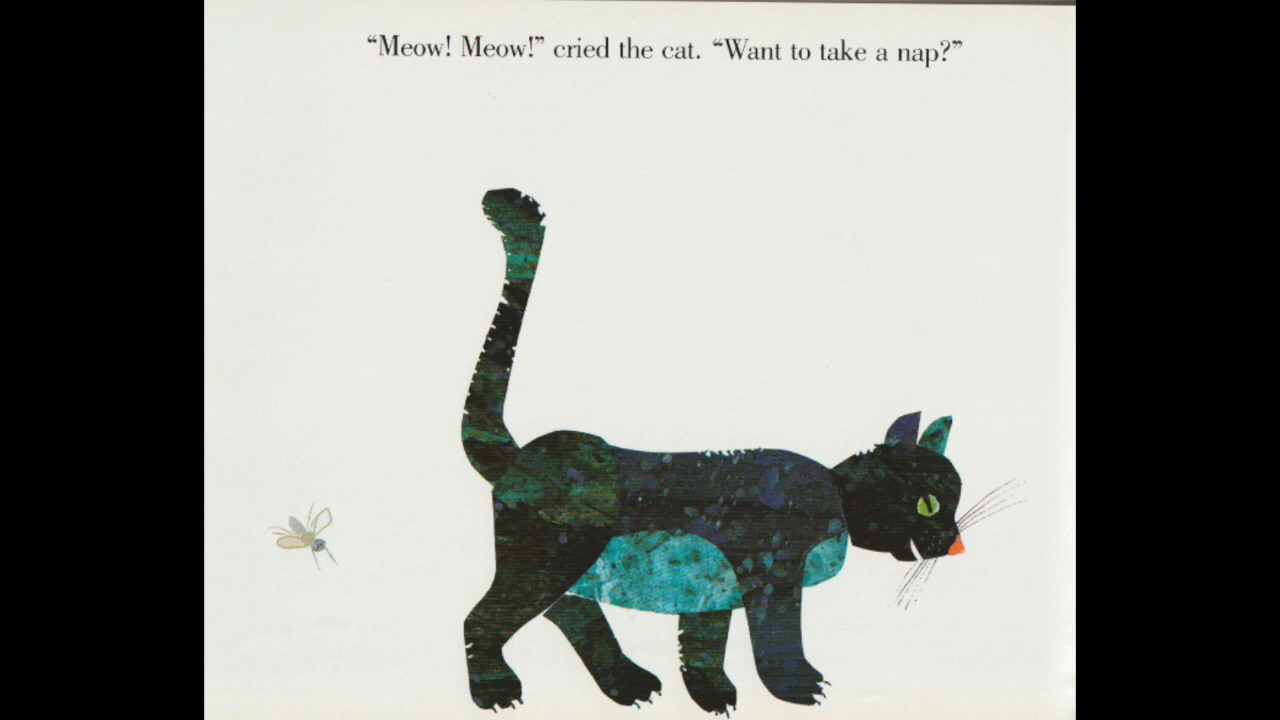 “Meow! Meow!” cried the cat. “Want to take a nap?”